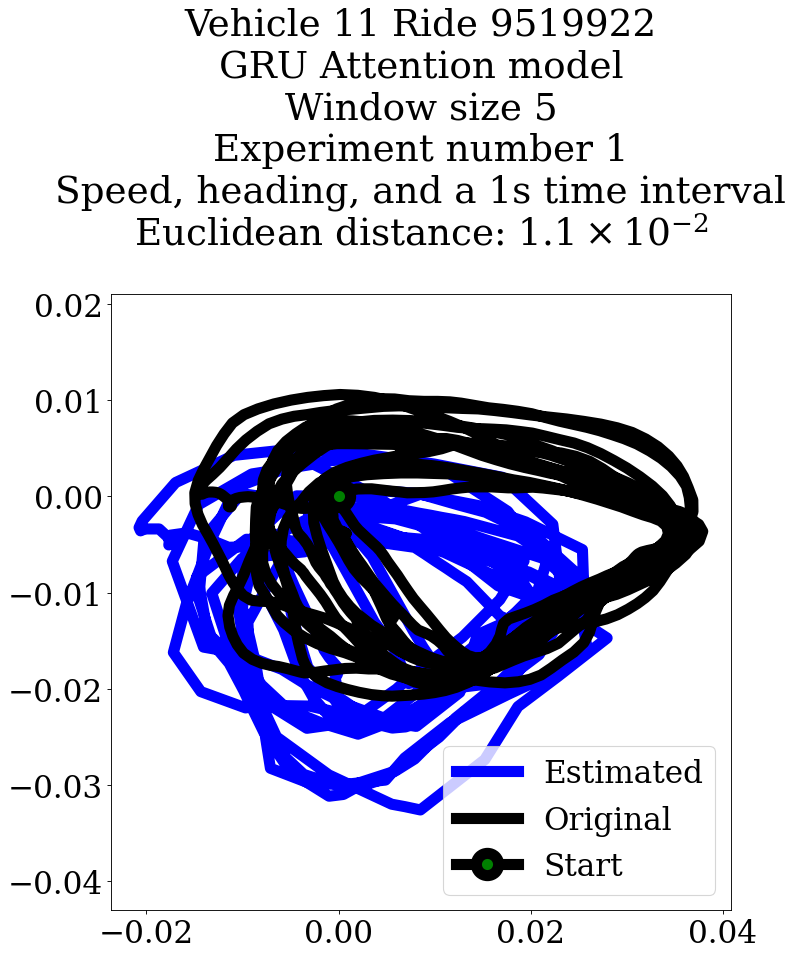 Vehicle 11 Ride 9519922
GRU Attention model
Window size 5
Experiment number 1
Speed, heading, and a 1s time interval
Euclidean distance: 1.1 × 10⁻²
0.02
0.01
0.00
−0.01
−0.02
−0.03
−0.04
Estimated
Original
Start
−0.02 0.00 0.02 0.04